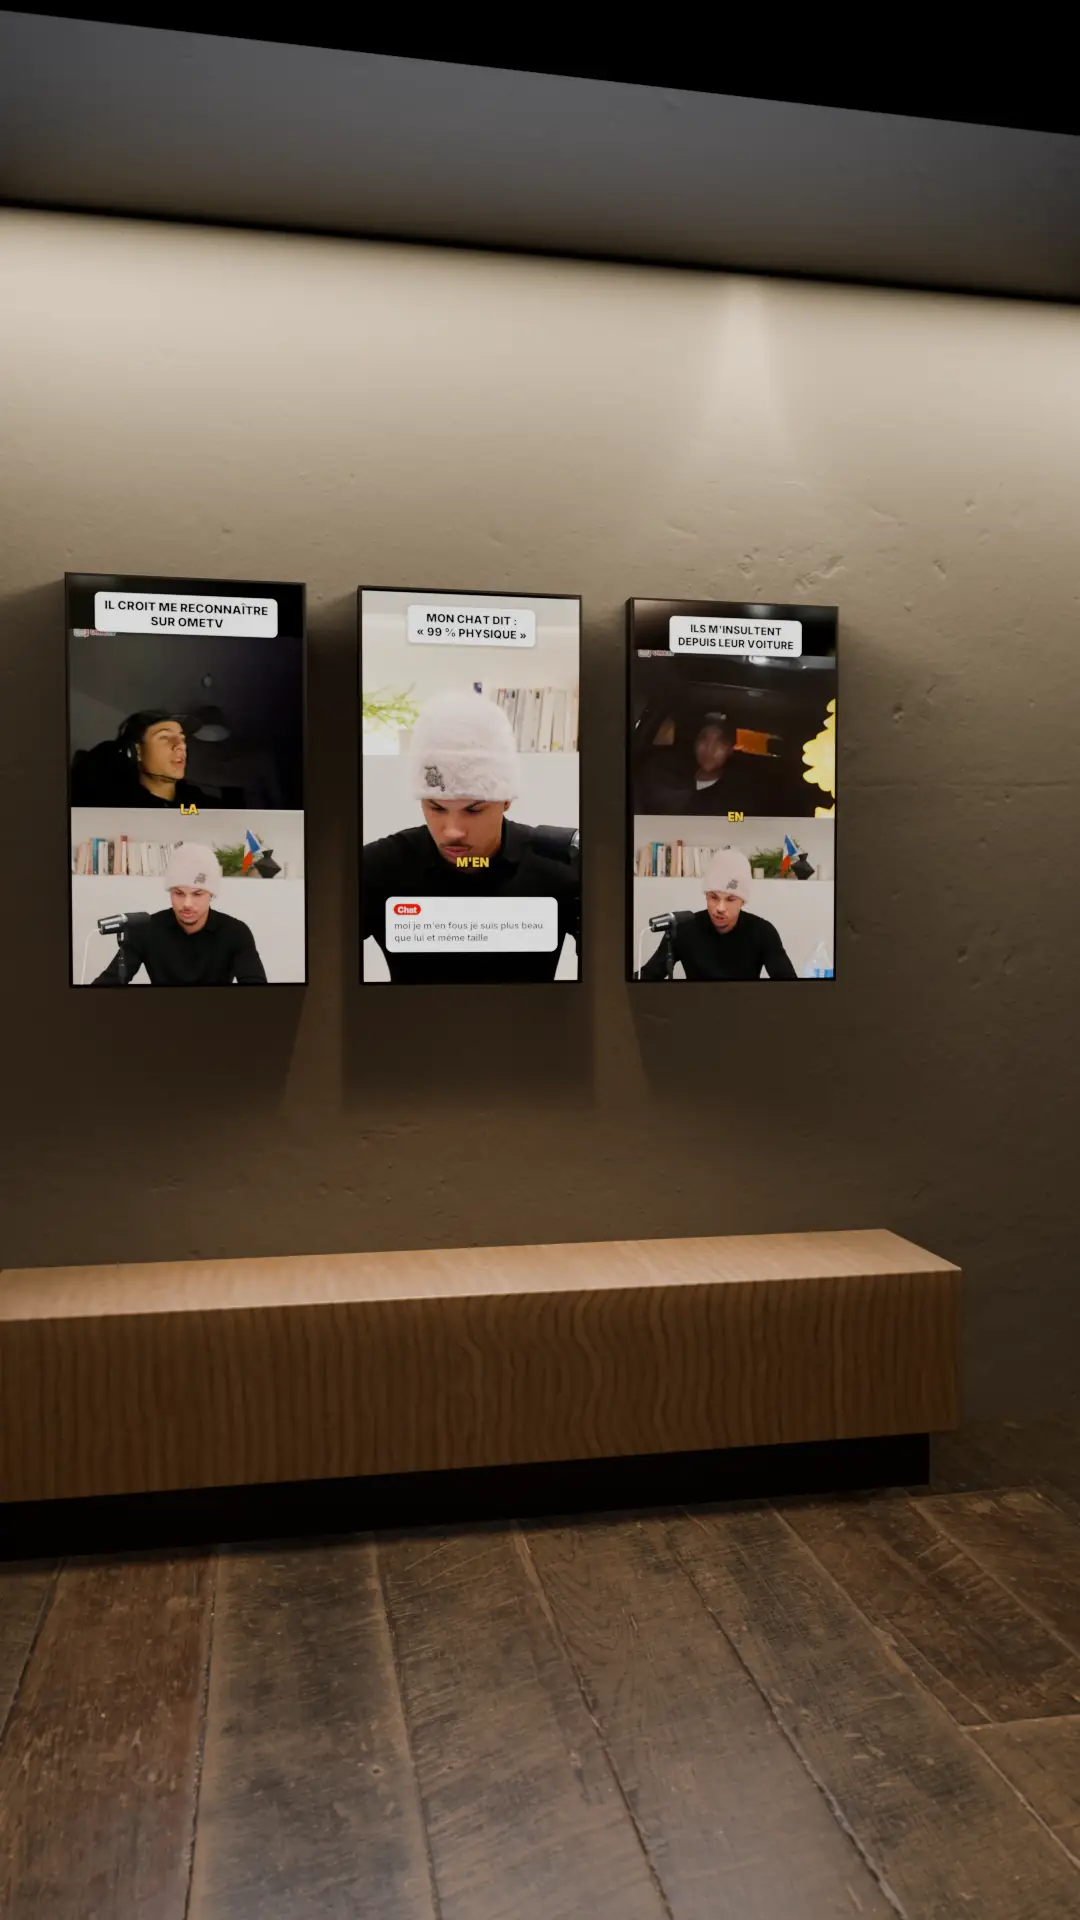 IL CROIT ME RECONNAÎTRE
SUR OMETV
LA
MON CHAT DIT :
« 99 % PHYSIQUE »
M'EN
Chat
moi je m'en fous je suis plus beau
que lui et même taille
ILS M'INSULTENT
DEPUIS LEUR VOITURE
EN